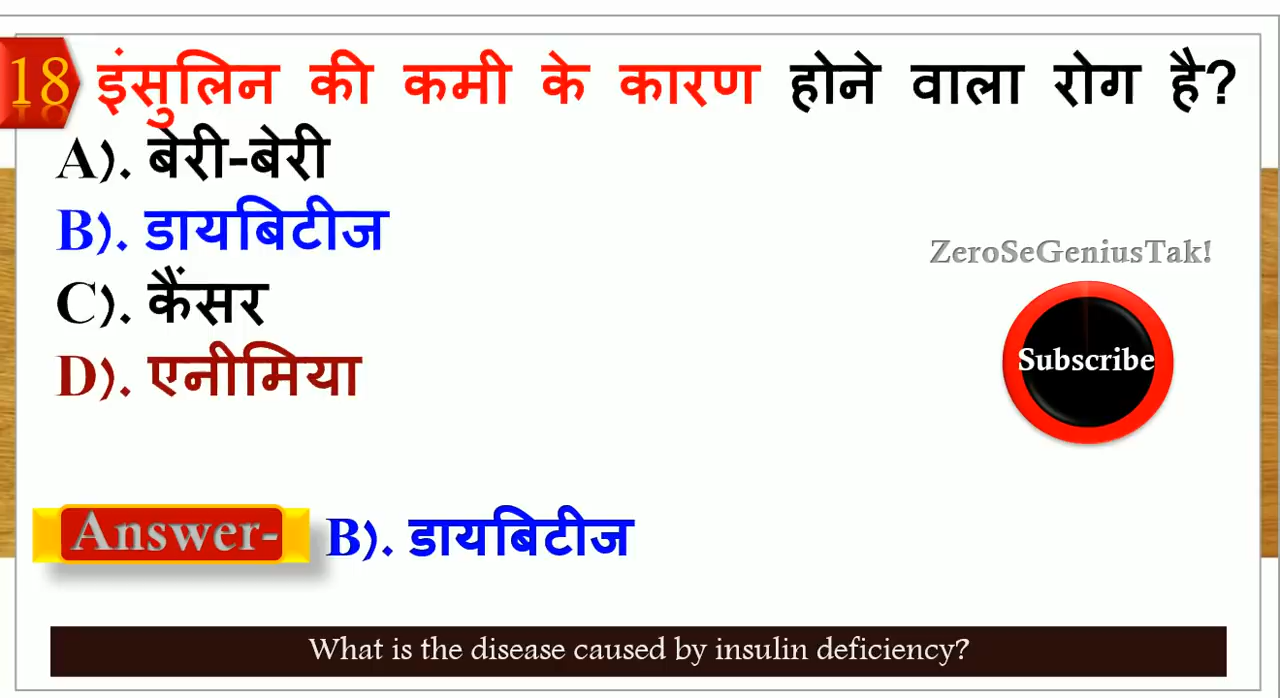 18 इंसुलिन की कमी के कारण होने वाला रोग है?
A). बेरी-बेरी
B). डायबिटीज
ZeroSeGeniusTak!
C). कैंसर
Subscribe
D). एनीमिया
Answer- B). डायबिटीज
What is the disease caused by insulin deficiency?